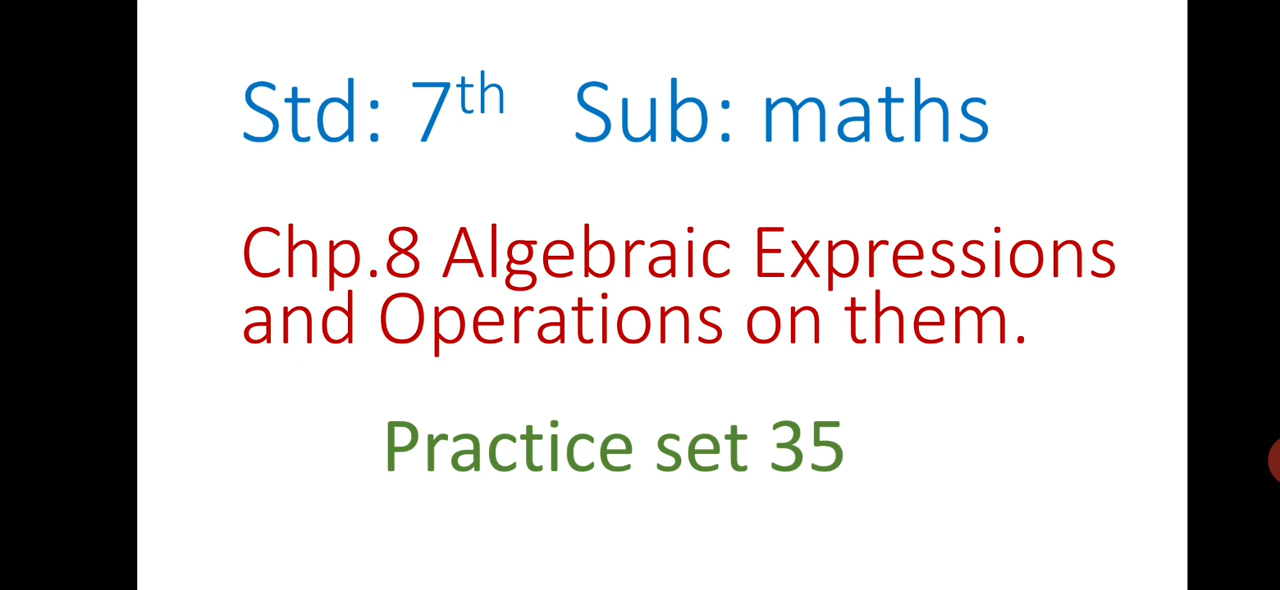 Std: 7th Sub: maths
Chp.8 Algebraic Expressions
and Operations on them.
Practice set 35